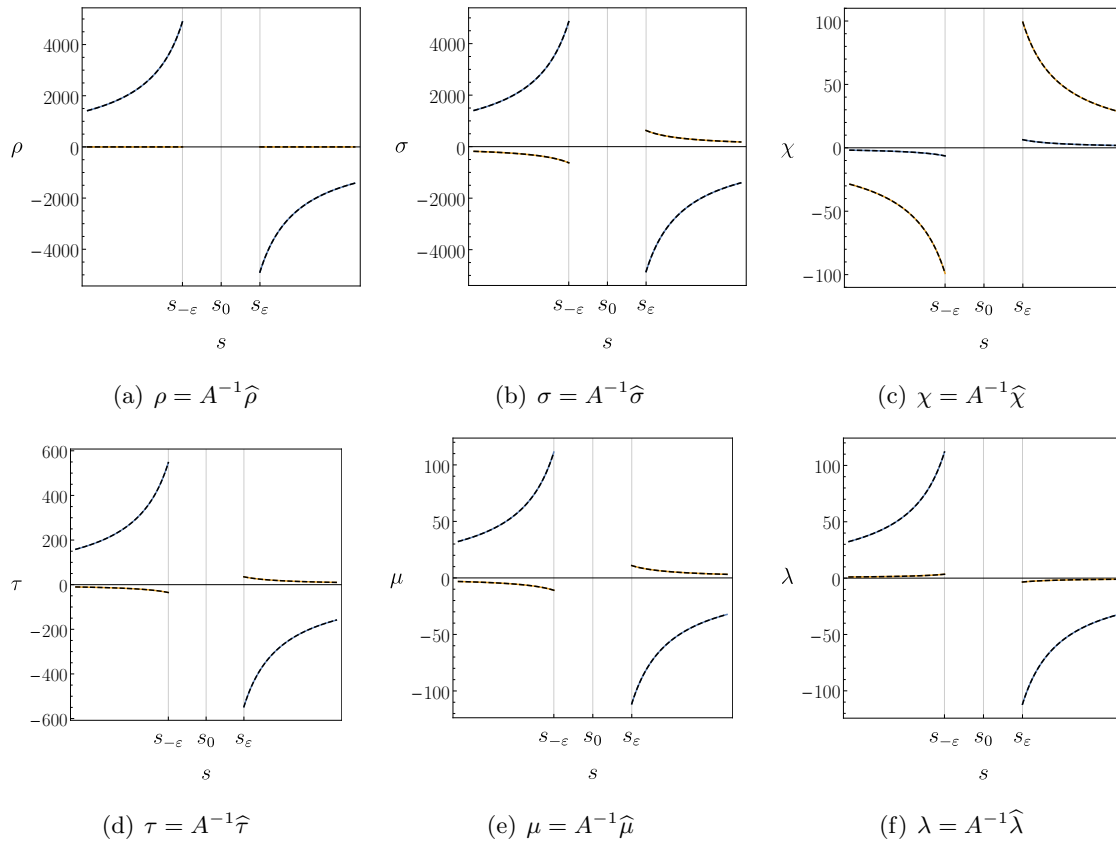 4000
2000
0
−2000
−4000
ρ
s₋ε s₀ sε
s
(a) ρ = A⁻¹ρ̂
4000
2000
0
−2000
−4000
σ
s₋ε s₀ sε
s
(b) σ = A⁻¹σ̂
100
50
0
−50
−100
χ
s₋ε s₀ sε
s
(c) χ = A⁻¹χ̂
600
400
200
0
−200
−400
−600
τ
s₋ε s₀ sε
s
(d) τ = A⁻¹τ̂
100
50
0
−50
−100
μ
s₋ε s₀ sε
s
(e) μ = A⁻¹μ̂
100
50
0
−50
−100
λ
s₋ε s₀ sε
s
(f) λ = A⁻¹λ̂